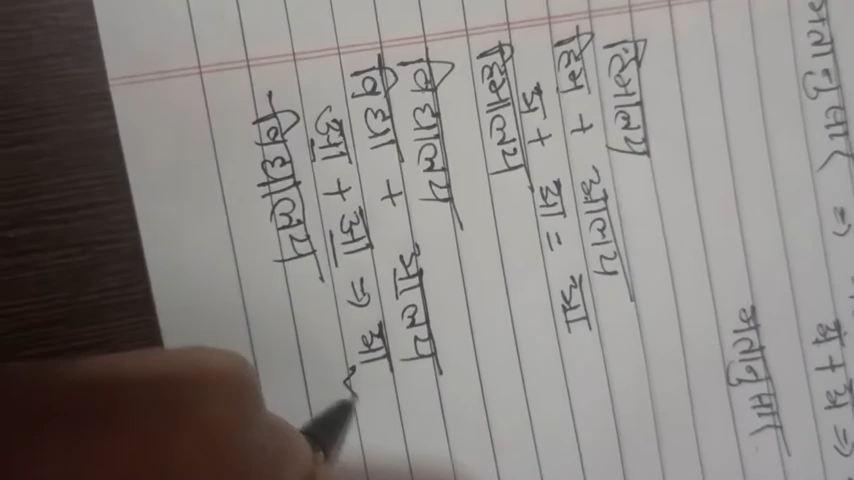 मतानुसार ⇒ अ + अ ⇒
मतानुसार
हिमालय
हिम + आलय
अ + आ = आ
हिमालय
विद्यालय
विद्या + आलय
आ + आ ⇒ आ
विद्यालय